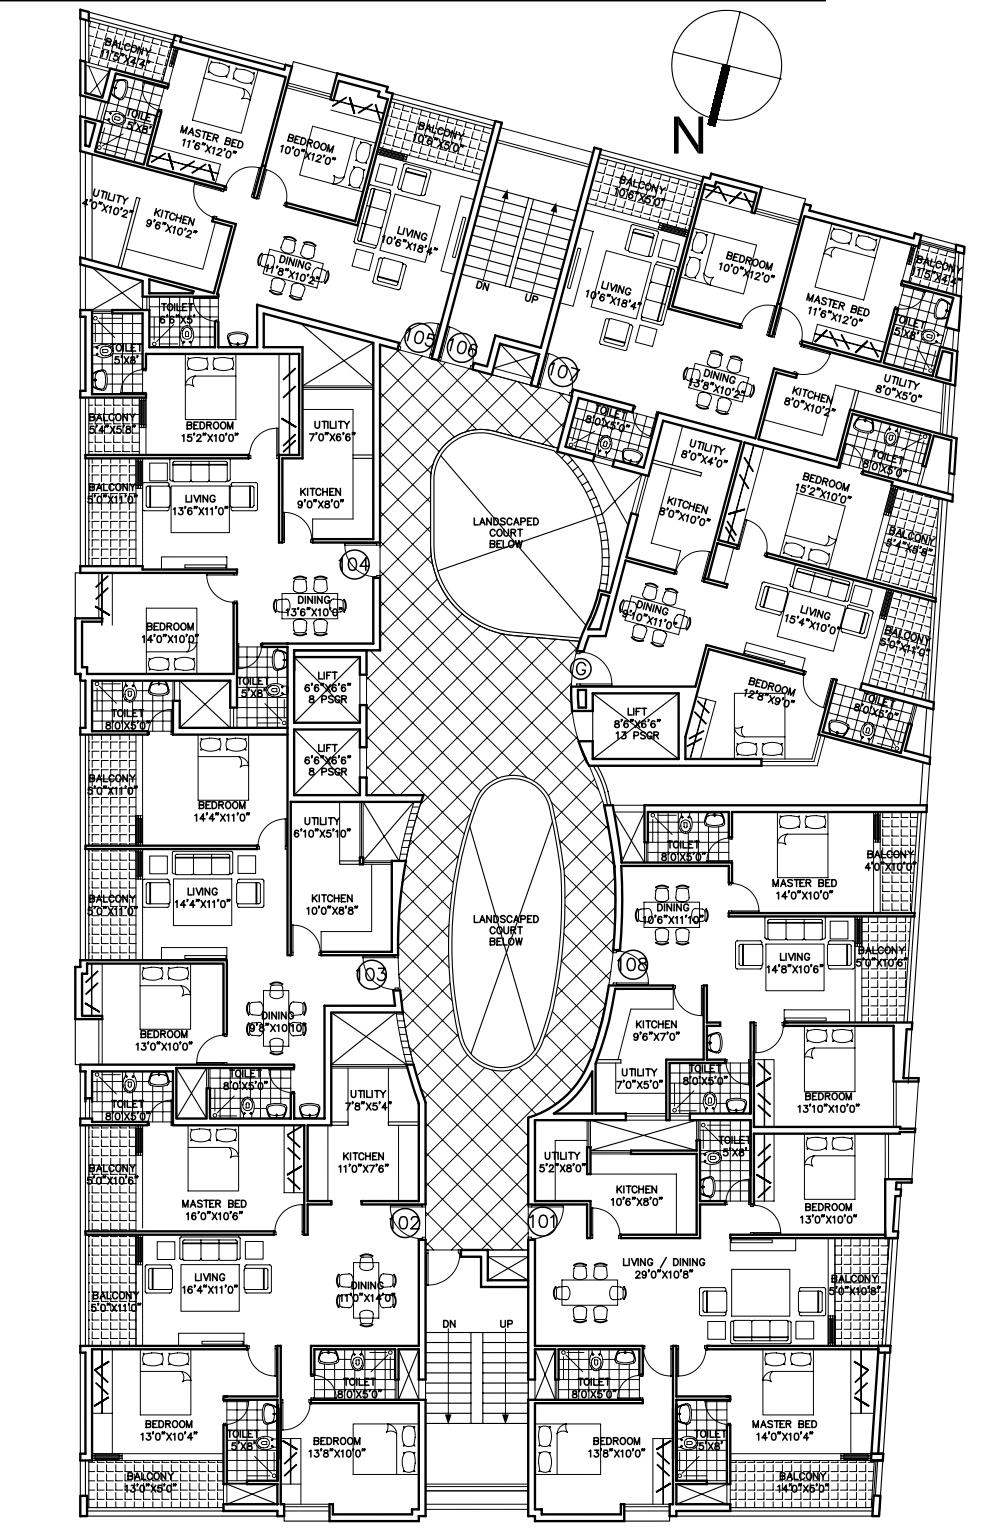 N
BALCONY
11'5"X4'4"
TOILET
5'X8'
MASTER BED
11'6"X12'0"
BEDROOM
10'0"X12'0"
BALCONY
10'6"X5'0"
UTILITY
4'0"X10'2"
KITCHEN
9'6"X10'2"
DINING
11'8"X10'2"
LIVING
10'6"X18'4"
DN
UP
TOILET
6'6"X5'
105
106
107
BALCONY
10'6"X5'0"
BEDROOM
10'0"X12'0"
LIVING
10'6"X18'4"
MASTER BED
11'6"X12'0"
BALCONY
11'5"X4'4"
TOILET
5'X8'
DINING
13'8"X10'2"
KITCHEN
8'0"X10'2"
UTILITY
8'0"X5'0"
TOILET
8'0"X5'0"
TOILET
8'0"X5'0"
TOILET
5'X8'
BALCONY
5'4"X5'8"
BEDROOM
15'2"X10'0"
UTILITY
7'0"X6'6"
BALCONY
5'0"X11'0"
LIVING
13'6"X11'0"
KITCHEN
9'0"X8'0"
104
DINING
13'6"X10'0"
BEDROOM
14'0"X10'0"
TOILET
5'X8'
LANDSCAPED
COURT
BELOW
UTILITY
8'0"X4'0"
KITCHEN
8'0"X10'0"
BEDROOM
15'2"X10'0"
BALCONY
8'4"X5'8"
DINING
9'10"X11'0"
LIVING
15'4"X10'0"
BALCONY
5'0"X11'0"
G
BEDROOM
12'8"X9'0"
TOILET
8'0"X5'0"
LIFT
6'6"X6'6"
8 PSGR
LIFT
6'6"X6'6"
8 PSGR
LIFT
8'6"X6'6"
13 PSGR
TOILET
8'0"X5'0"
BALCONY
5'0"X11'0"
BEDROOM
14'4"X11'0"
UTILITY
6'10"X5'10"
BALCONY
5'0"X11'0"
LIVING
14'4"X11'0"
KITCHEN
10'0"X8'8"
103
BEDROOM
13'0"X10'0"
DINING
9'8"X10'10"
TOILET
8'0"X5'0"
TOILET
8'0"X5'0"
LANDSCAPED
COURT
BELOW
TOILET
8'0"X5'0"
MASTER BED
14'0"X10'0"
BALCONY
4'0"X10'0"
DINING
10'6"X11'10"
LIVING
14'8"X10'6"
BALCONY
5'0"X10'6"
108
KITCHEN
9'6"X7'0"
UTILITY
7'0"X5'0"
TOILET
8'0"X5'0"
BEDROOM
13'10"X10'0"
UTILITY
7'8"X5'4"
KITCHEN
11'0"X7'6"
BALCONY
5'0"X10'6"
MASTER BED
16'0"X10'6"
102
BALCONY
5'0"X11'0"
LIVING
16'4"X11'0"
DINING
11'0"X14'0"
UTILITY
5'2"X8'0"
KITCHEN
10'6"X8'0"
TOILET
5'X8'
BEDROOM
13'0"X10'0"
101
LIVING / DINING
29'0"X10'8"
BALCONY
5'0"X10'8"
DN
UP
BEDROOM
13'0"X10'4"
TOILET
8'0"X5'0"
TOILET
5'X8'
BEDROOM
13'8"X10'0"
BALCONY
13'0"X5'0"
TOILET
8'0"X5'0"
BEDROOM
13'8"X10'0"
TOILET
5'X8'
MASTER BED
14'0"X10'4"
BALCONY
14'0"X5'0"